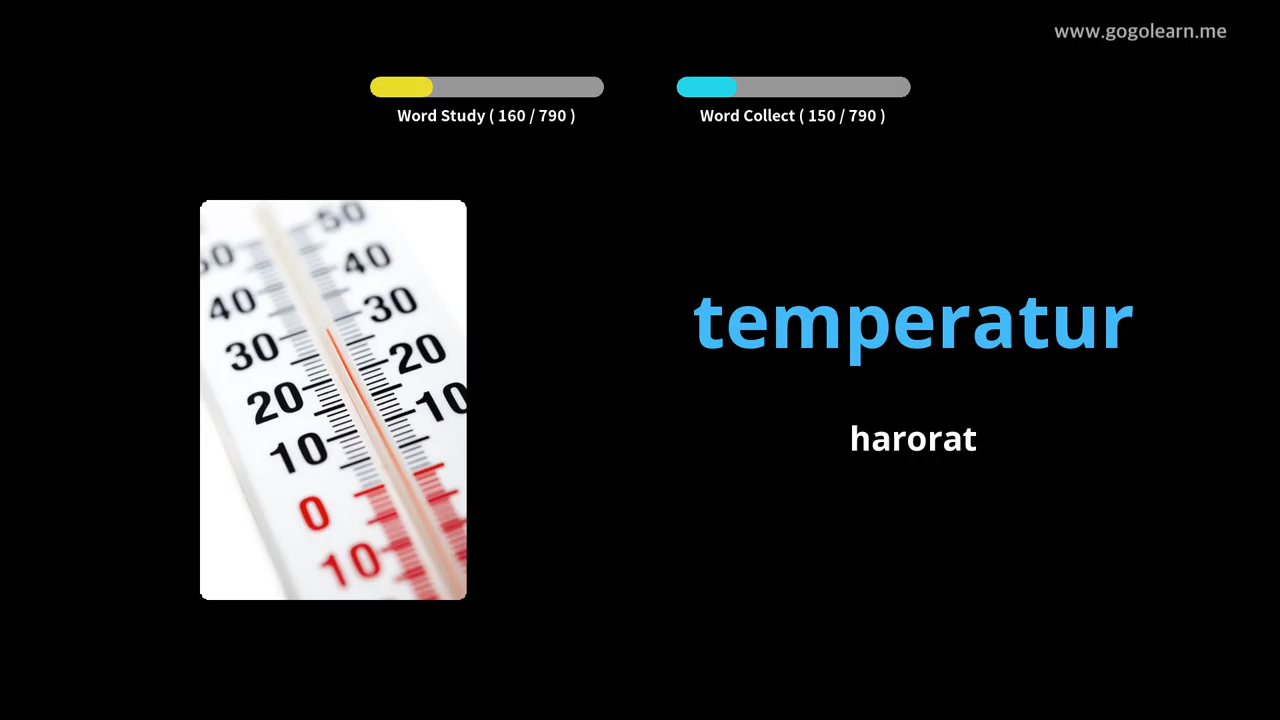 www.gogolearn.me
Word Study ( 160 / 790 )
Word Collect ( 150 / 790 )
50
50
40
40
30
30
20
20
10
10
0
10
temperatur
harorat